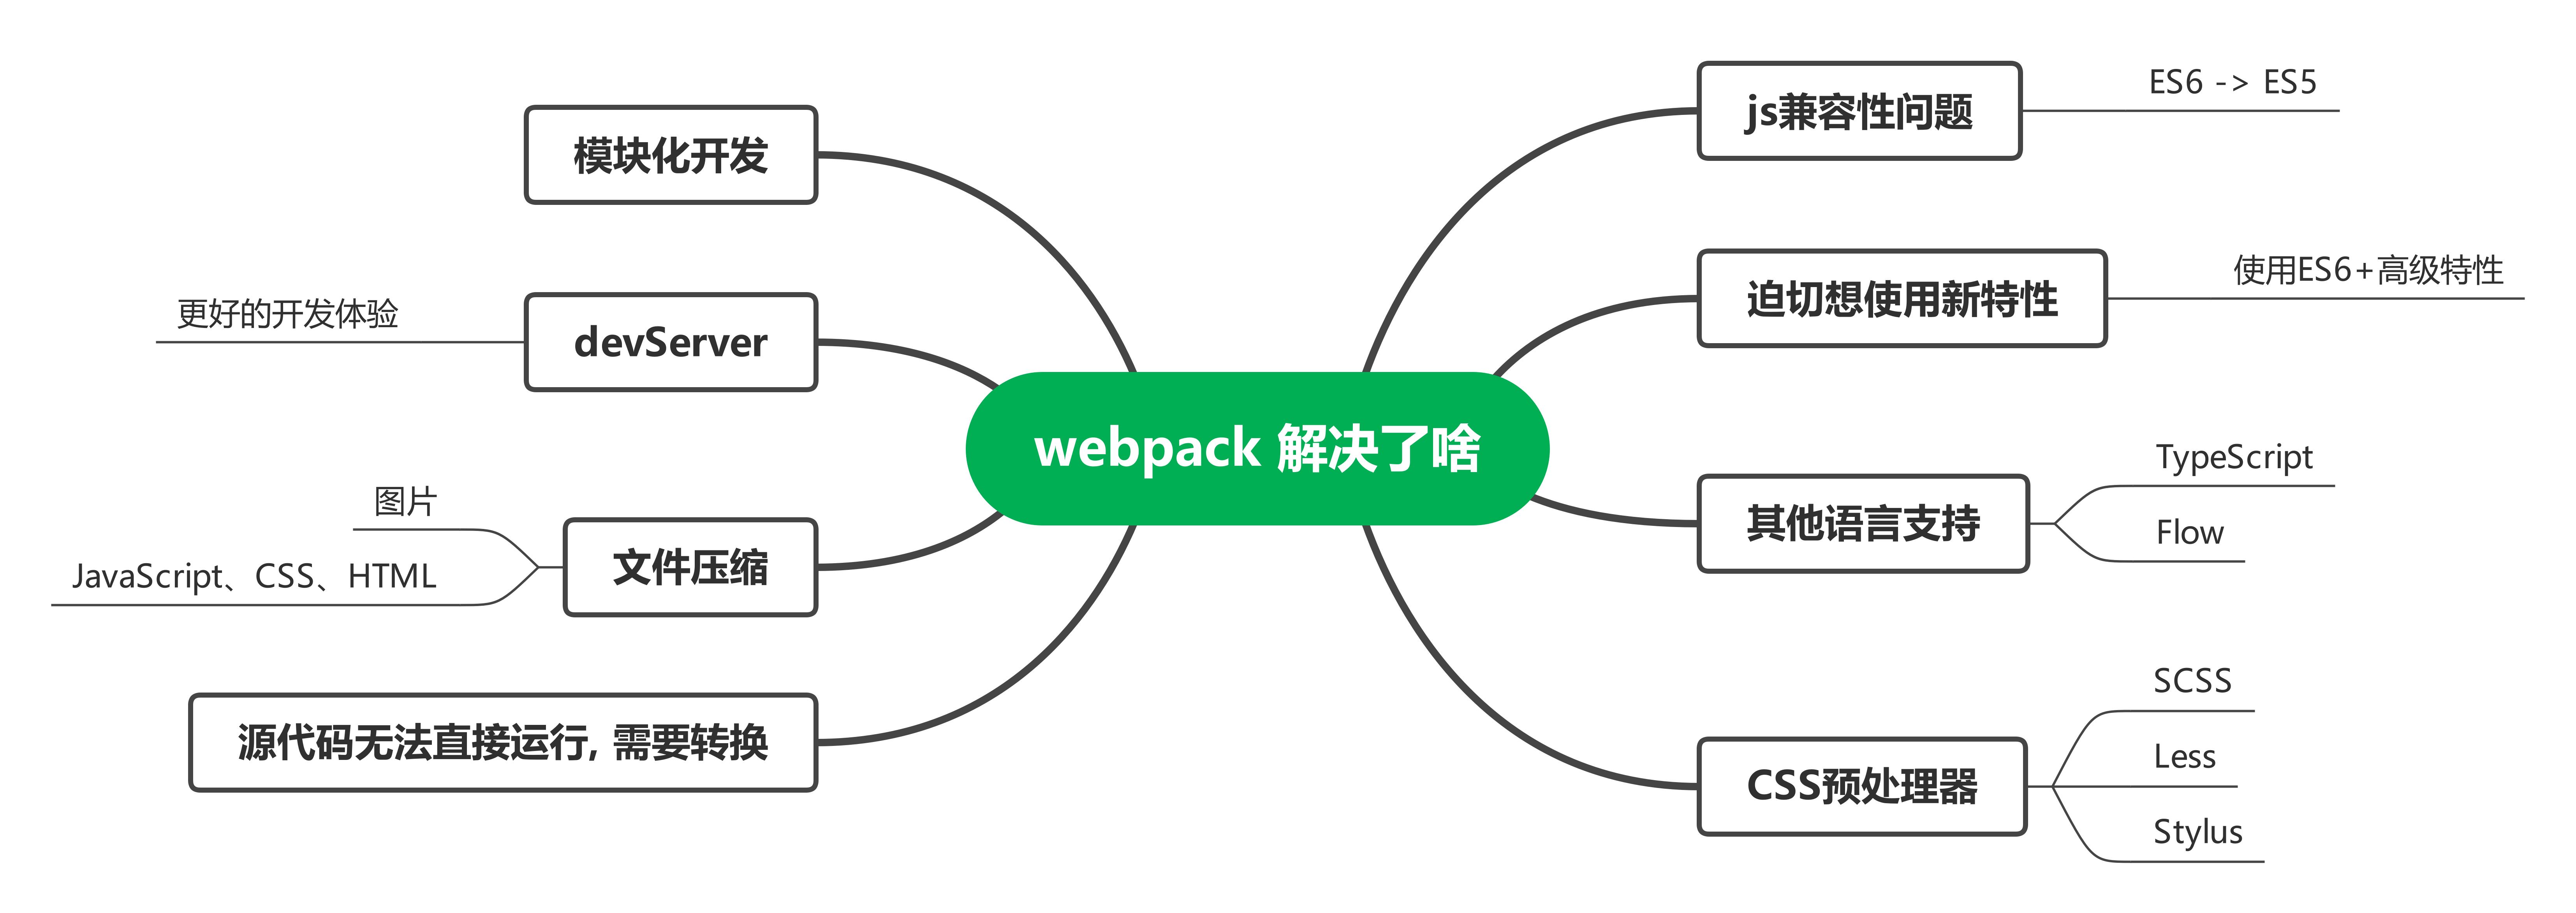 webpack 解决了啥
js兼容性问题
ES6 -> ES5
迫切想使用新特性
使用ES6+高级特性
其他语言支持
TypeScript
Flow
CSS预处理器
SCSS
Less
Stylus
模块化开发
devServer
更好的开发体验
文件压缩
图片
JavaScript、CSS、HTML
源代码无法直接运行, 需要转换